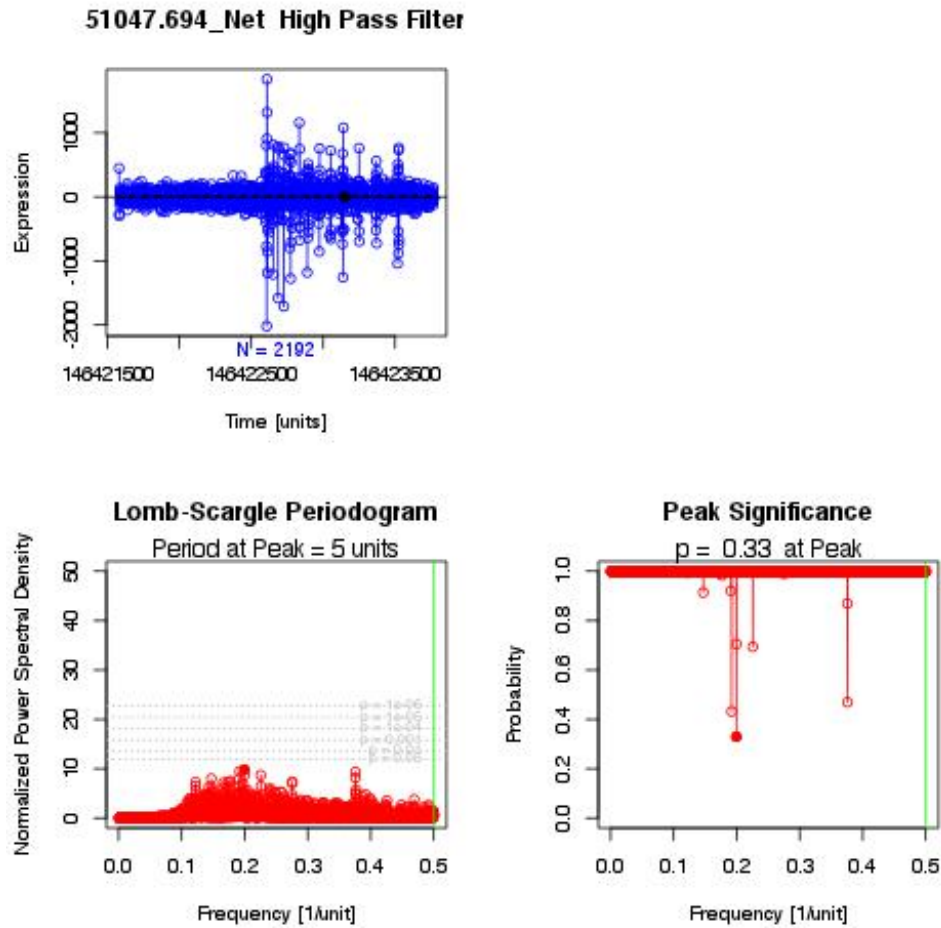 51047.694_Net High Pass Filter
Expression
1000
0
-1000
-2000
N = 2192
146421500
146422500
146423500
Time [units]
Lomb-Scargle Periodogram
Period at Peak = 5 units
Normalized Power Spectral Density
50
40
30
20
10
0
0.0 0.1 0.2 0.3 0.4 0.5
Frequency [1/unit]
Peak Significance
p = 0.33 at Peak
Probability
1.0
0.8
0.6
0.4
0.2
0.0
0.0 0.1 0.2 0.3 0.4 0.5
Frequency [1/unit]